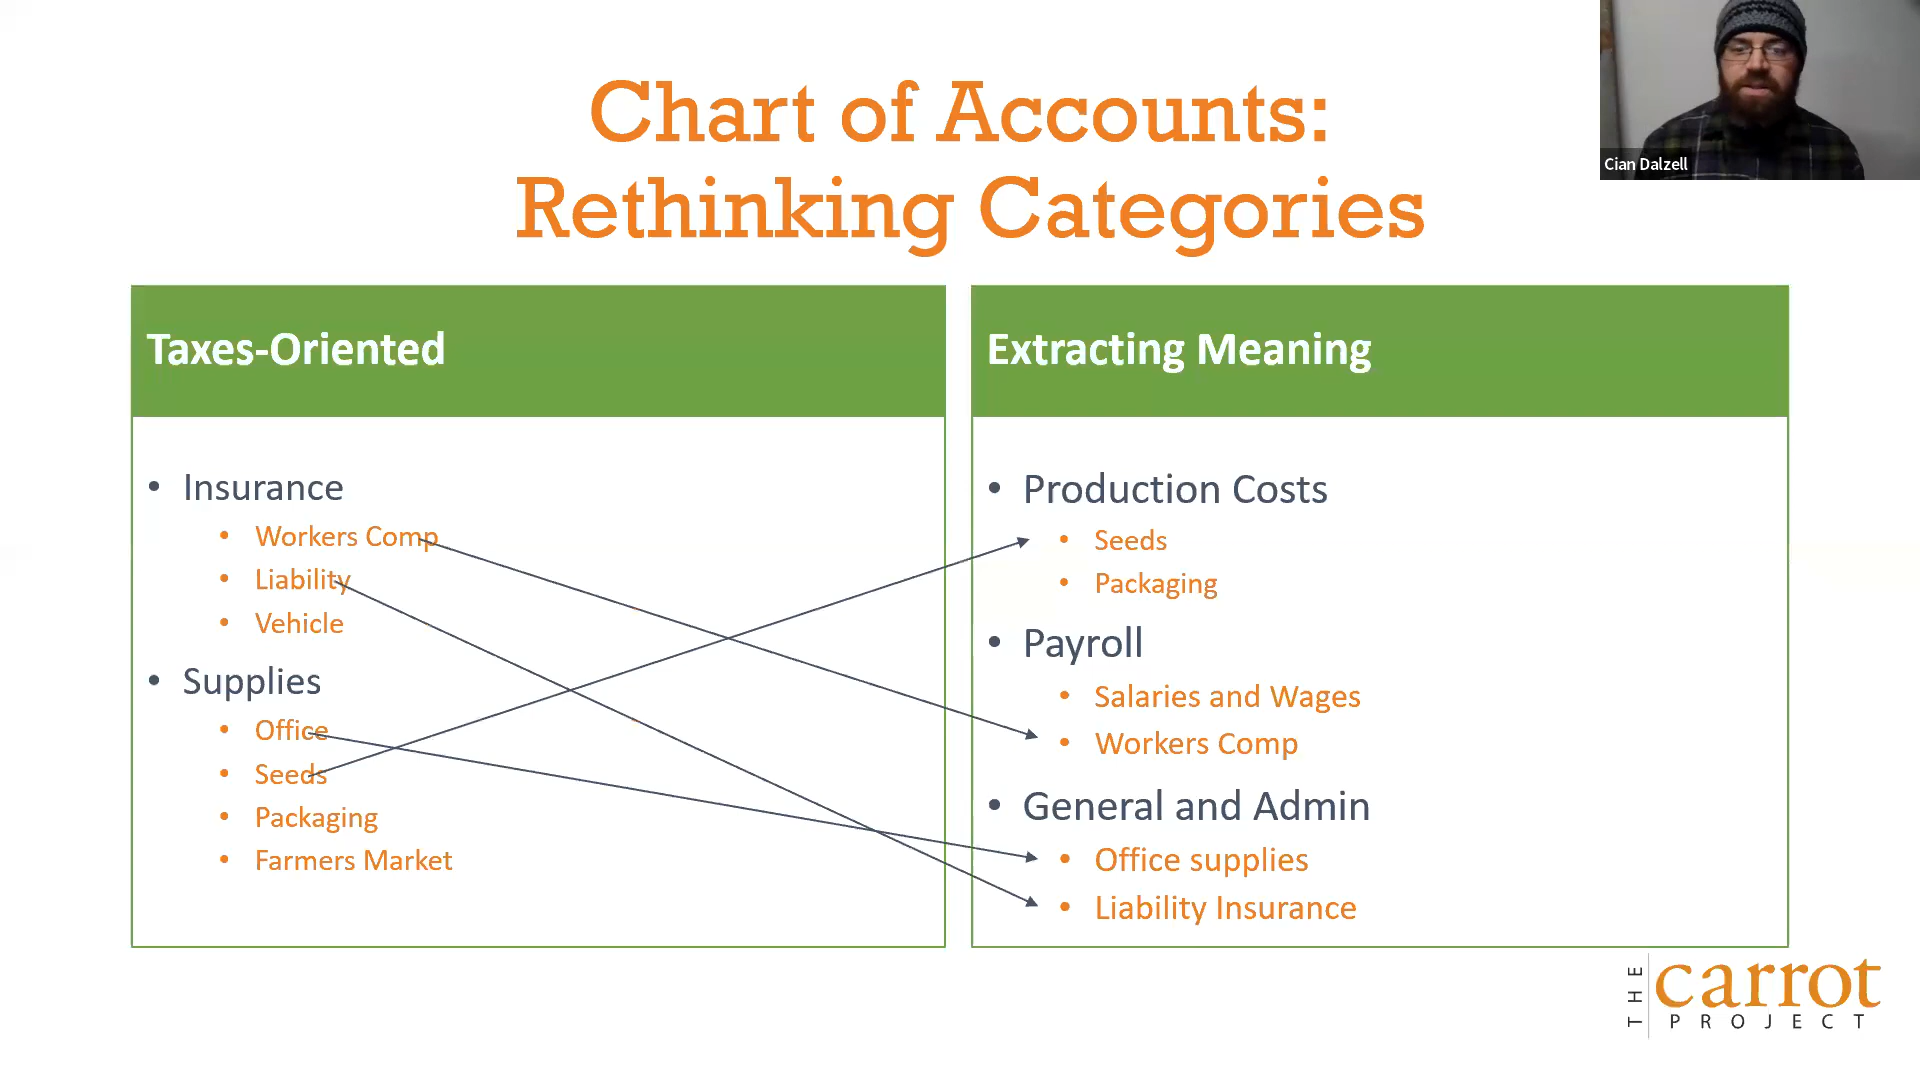 Chart of Accounts:
Rethinking Categories
Cian Dalzell
Taxes-Oriented
• Insurance
• Workers Comp
• Liability
• Vehicle
• Supplies
• Office
• Seeds
• Packaging
• Farmers Market
Extracting Meaning
• Production Costs
• Seeds
• Packaging
• Payroll
• Salaries and Wages
• Workers Comp
• General and Admin
• Office supplies
• Liability Insurance
THE
carrot
PROJECT